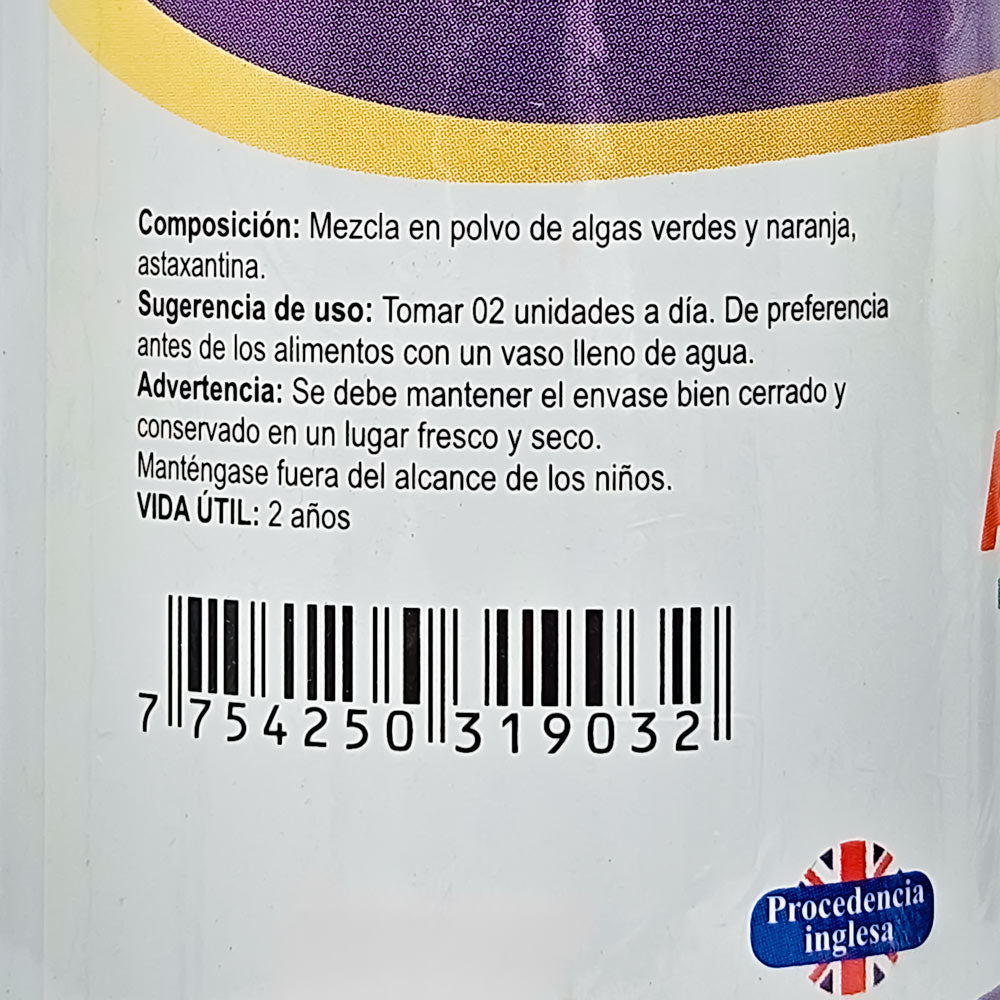 Composición: Mezcla en polvo de algas verdes y naranja,
astaxantina.
Sugerencia de uso: Tomar 02 unidades a día. De preferencia
antes de los alimentos con un vaso lleno de agua.
Advertencia: Se debe mantener el envase bien cerrado y
conservado en un lugar fresco y seco.
Manténgase fuera del alcance de los niños.
VIDA ÚTIL: 2 años
7 754250 319032
Procedencia
inglesa